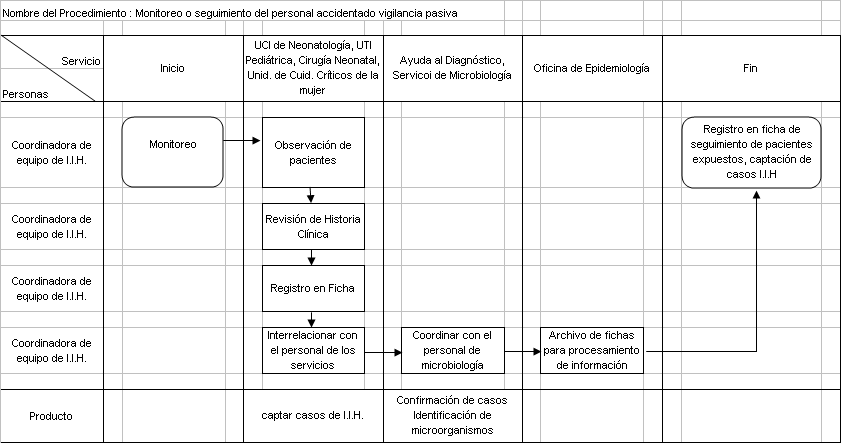 Nombre del Procedimiento : Monitoreo o seguimiento del personal accidentado vigilancia pasiva
Servicio
Personas
Inicio
UCI de Neonatología, UTI
Pediátrica, Cirugía Neonatal,
Unid. de Cuid. Críticos de la
mujer
Ayuda al Diagnóstico,
Servicoi de Microbiología
Oficina de Epidemiología
Fin
Coordinadora de
equipo de I.I.H.
Monitoreo
Observación de
pacientes
Registro en ficha de
seguimiento de pacientes
expuestos, captación de
casos I.I.H
Coordinadora de
equipo de I.I.H.
Revisión de Historia
Clínica
Coordinadora de
equipo de I.I.H.
Registro en Ficha
Coordinadora de
equipo de I.I.H.
Interrelacionar con
el personal de los
servicios
Coordinar con el
personal de
microbiología
Archivo de fichas
para procesamiento
de información
Producto
captar casos de I.I.H.
Confirmación de casos
Identificación de
microorganismos